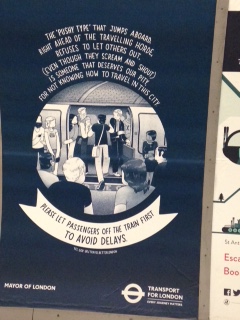 THE "PUSHY TYPE" THAT JUMPS ABOARD
RIGHT AHEAD OF THE TRAVELLING HORDE,
REFUSES TO LET OTHERS OUT
(EVEN THOUGH THEY SCREAM AND SHOUT)
IS SOMEONE THAT DESERVES OUR PITY
FOR NOT KNOWING HOW TO TRAVEL IN THIS CITY.
PLEASE LET PASSENGERS OFF THE TRAIN FIRST
TO AVOID DELAYS.
MAYOR OF LONDON
TRANSPORT
FOR LONDON
EVERY JOURNEY MATTERS
St An
Esca
Boo